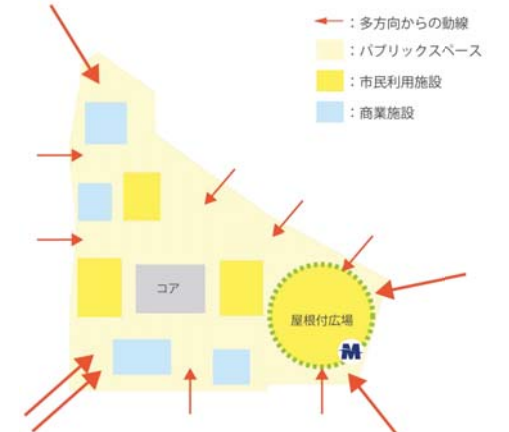 ：多方向からの動線
：パブリックスペース
：市民利用施設
：商業施設
コア
屋根付広場
M